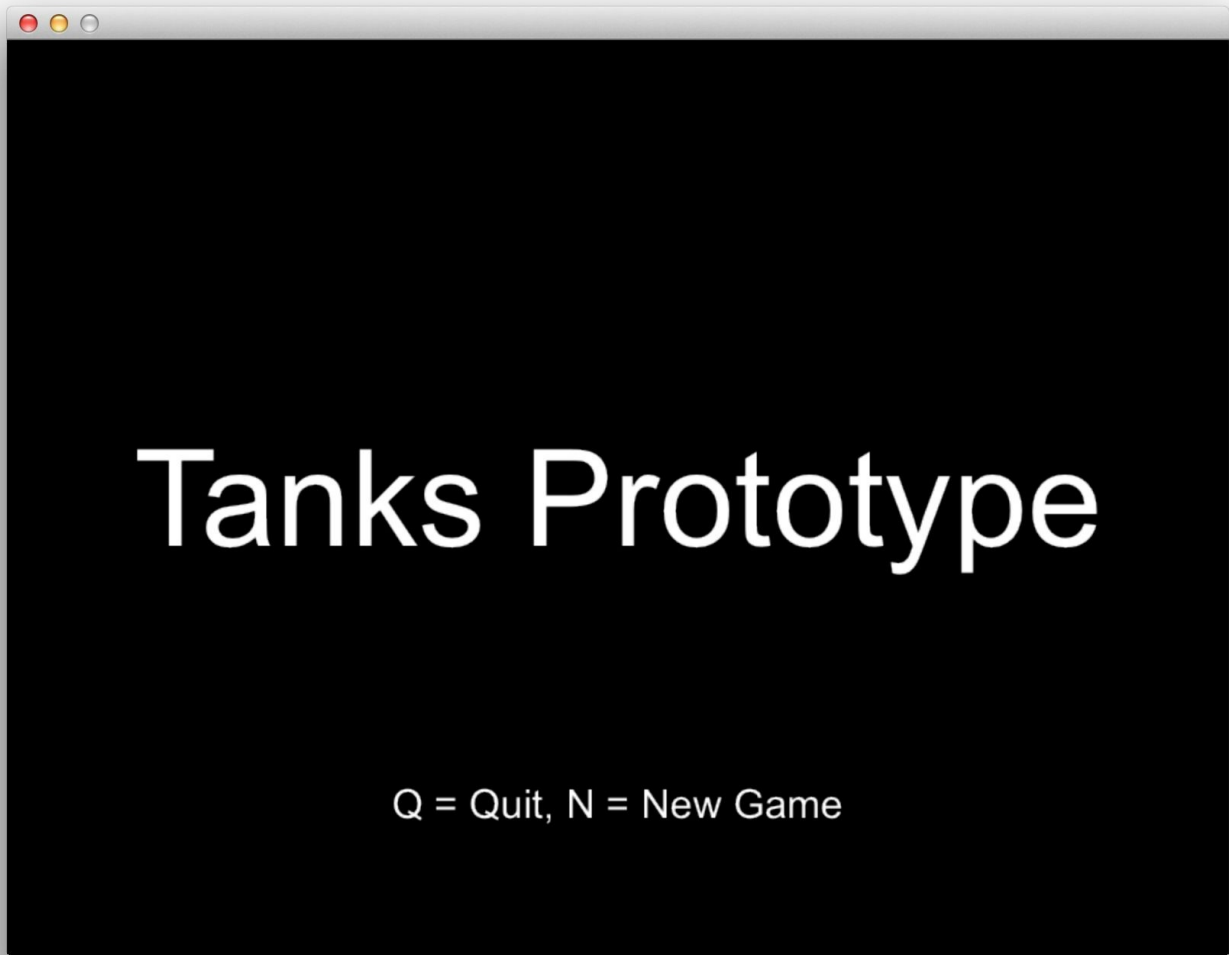 Tanks Prototype
Q = Quit, N = New Game